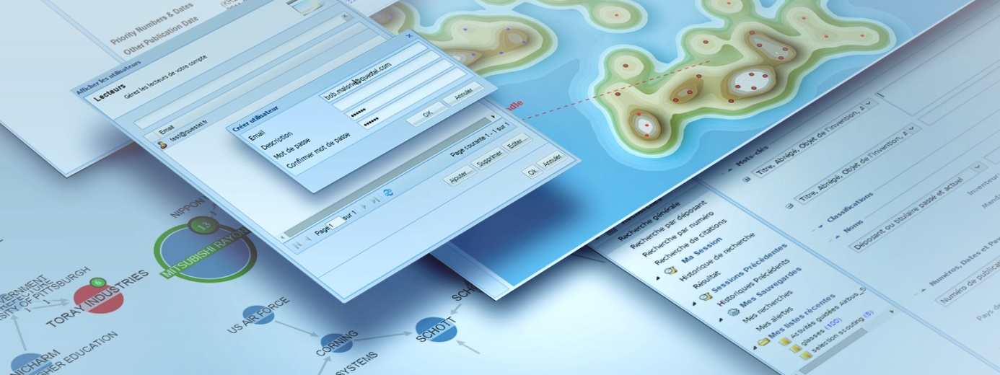 Priority Numbers & Dates
Other Publication Date
Afficher les utilisateurs
Lecteurs
Gérez les lecteurs de votre compte
Email
test@questel.fr
Page 1 sur 1
Page courante 1 - 1 sur 1
Ajouter...
Supprimer
Editer...
Ok
Annuler
Créer utilisateur
Email
bob.malone@questel.com
Description
Mot de passe
••••••
Confirmer mot de passe
••••••
OK
Annuler
NIPPON
13
MITSUBISHI RAYON
1
6
TORAY INDUSTRIES
OF PITTSBURGH
1
1
US AIR FORCE
CORNING
SYSTEMS
SCHOTT
HER EDUCATION
Recherche générale
Recherche par déposant
Recherche par numéro
Recherche de citations
Ma Session
Historique de recherche
Résultat
Sessions Précédentes
Historiques Précédents
Mes Sauvegardes
Mes recherches
Mes alertes
Mes listes récentes
Activités guidées Airbus_S
glasses (100)
selection scouting (8)
Mots-clés
Titre, Abrégé, Objet de l'invention, A
Titre, Abrégé, Objet de l'invention, A
Classifications
Noms
Déposant ou titulaire passé et actuel
Inventeur
Numéros, Dates et Pay
Numéro de publica
Pays de